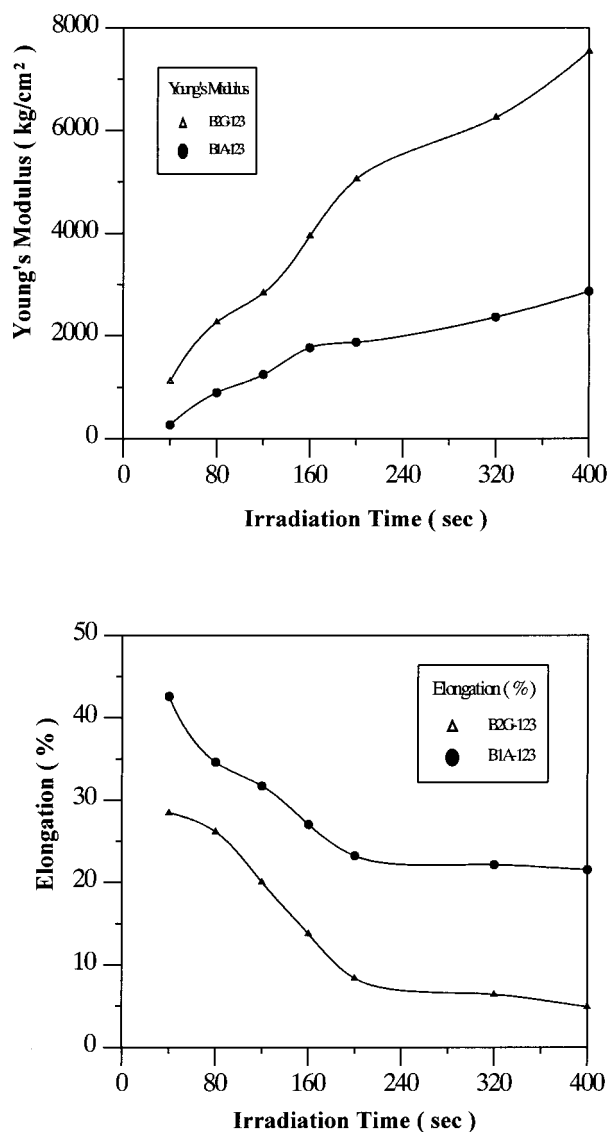 8000
6000
4000
2000
0
Young's Modulus ( kg/cm²
Young's Modulus
B2G-123
B1A-123
0 80 160 240 320 400
Irradiation Time ( sec )
50
40
30
20
10
0
Elongation ( % )
Elongation ( % )
B2G-123
B1A-123
0 80 160 240 320 400
Irradiation Time ( sec )